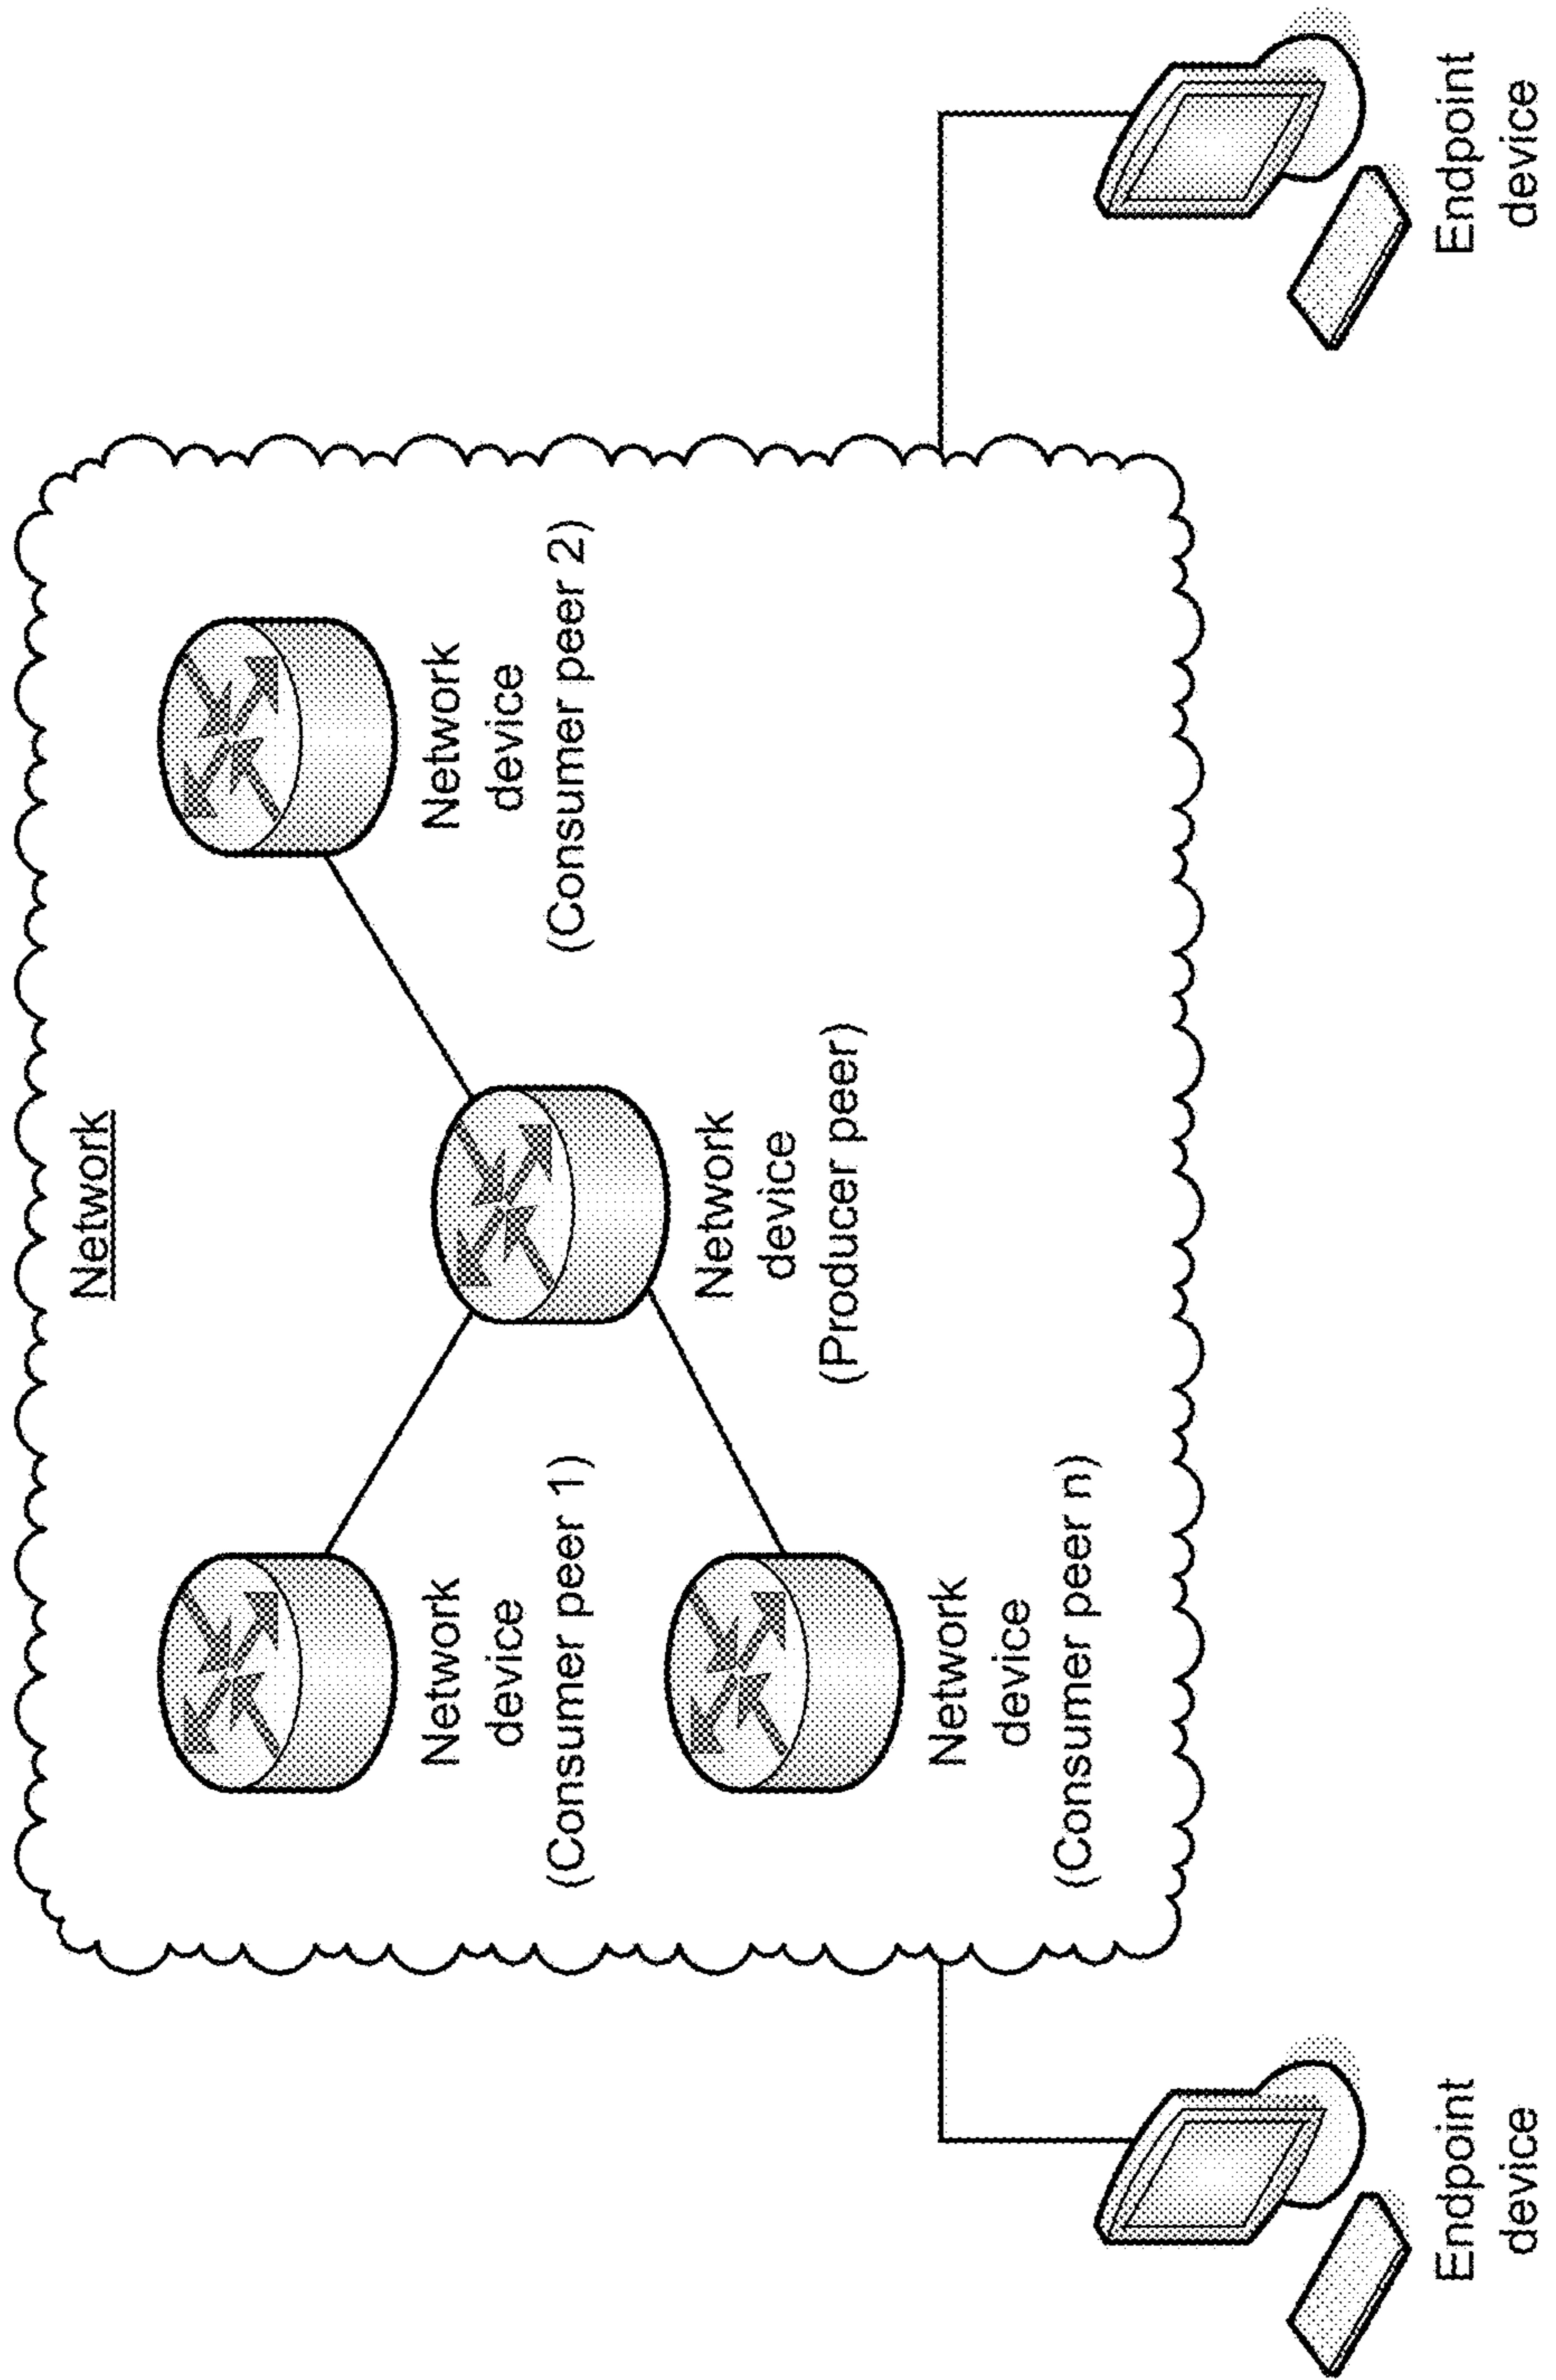 Network
Network
device
(Consumer peer 1)
Network
device
(Consumer peer 2)
Network
device
(Producer peer)
Network
device
(Consumer peer n)
Endpoint
device
Endpoint
device